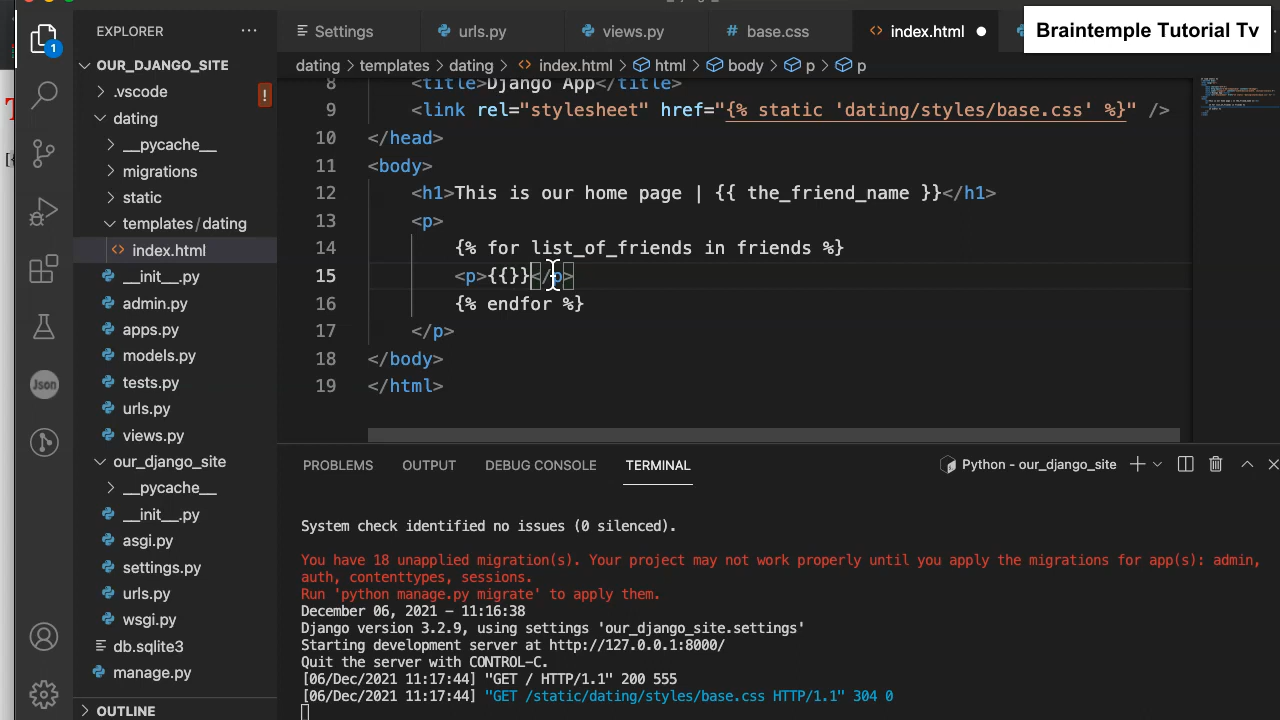 Braintemple Tutorial Tv
EXPLORER
Settings
urls.py
views.py
base.css
index.html
1
OUR_DJANGO_SITE
.vscode
!
dating
__pycache__
migrations
static
templates/dating
index.html
__init__.py
admin.py
apps.py
models.py
tests.py
urls.py
views.py
our_django_site
__pycache__
__init__.py
asgi.py
settings.py
urls.py
wsgi.py
db.sqlite3
manage.py
OUTLINE
Json
dating > templates > dating > index.html > html > body > p > p
8 <title>Django App</title>
9 <link rel="stylesheet" href="{% static 'dating/styles/base.css' %}" />
10 </head>
11 <body>
12 <h1>This is our home page | {{ the_friend_name }}</h1>
13 <p>
14 {% for list_of_friends in friends %}
15 <p>{{}}</p>
16 {% endfor %}
17 </p>
18 </body>
19 </html>
PROBLEMS OUTPUT DEBUG CONSOLE TERMINAL
Python - our_django_site
System check identified no issues (0 silenced).
You have 18 unapplied migration(s). Your project may not work properly until you apply the migrations for app(s): admin,
auth, contenttypes, sessions.
Run 'python manage.py migrate' to apply them.
December 06, 2021 - 11:16:38
Django version 3.2.9, using settings 'our_django_site.settings'
Starting development server at http://127.0.0.1:8000/
Quit the server with CONTROL-C.
[06/Dec/2021 11:17:44] "GET / HTTP/1.1" 200 555
[06/Dec/2021 11:17:44] "GET /static/dating/styles/base.css HTTP/1.1" 304 0